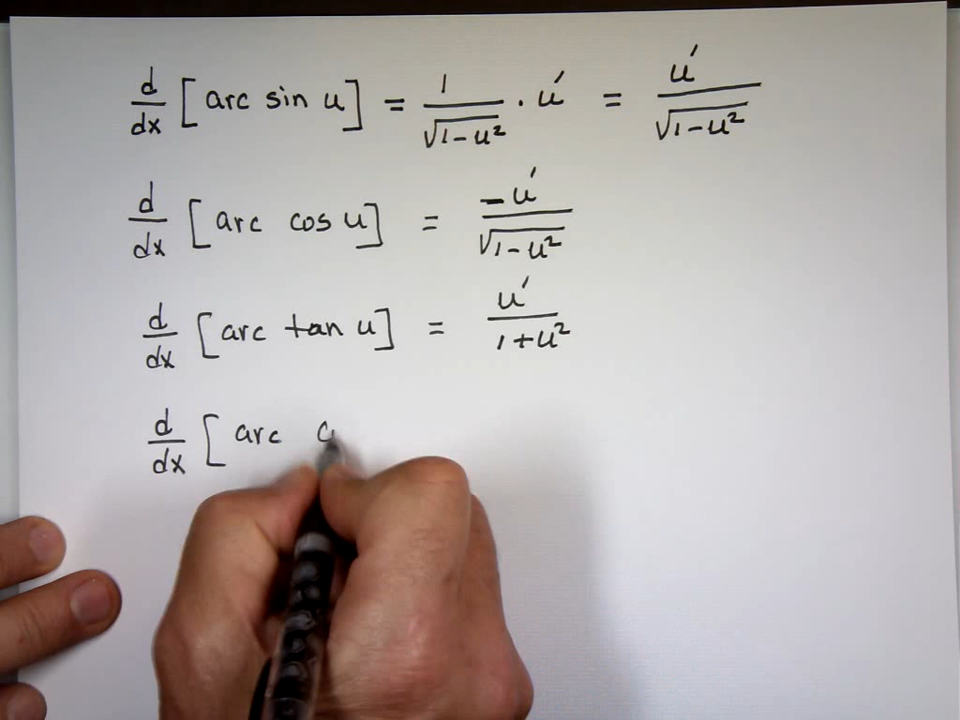 d/dx [arc sin u] = 1/√1-u² · u' = u'/√1-u²
d/dx [arc cos u] = -u'/√1-u²
d/dx [arc tan u] = u'/1+u²
d/dx [arc c